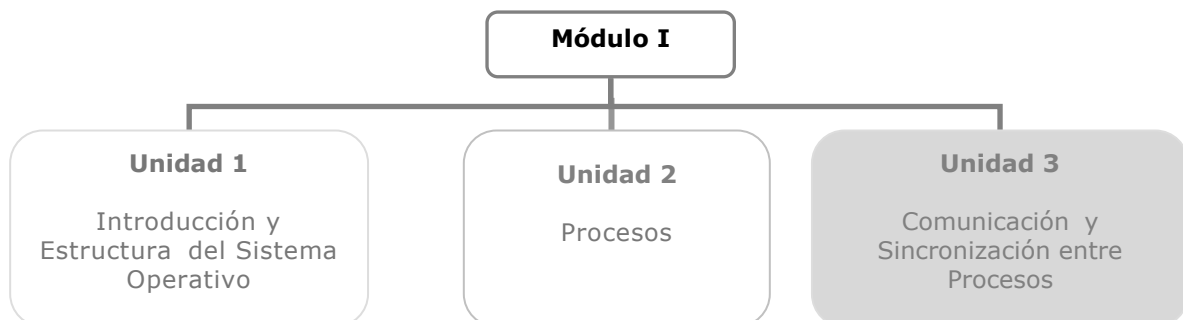 Módulo I
Unidad 1
Introducción y
Estructura del Sistema
Operativo
Unidad 2
Procesos
Unidad 3
Comunicación y
Sincronización entre
Procesos